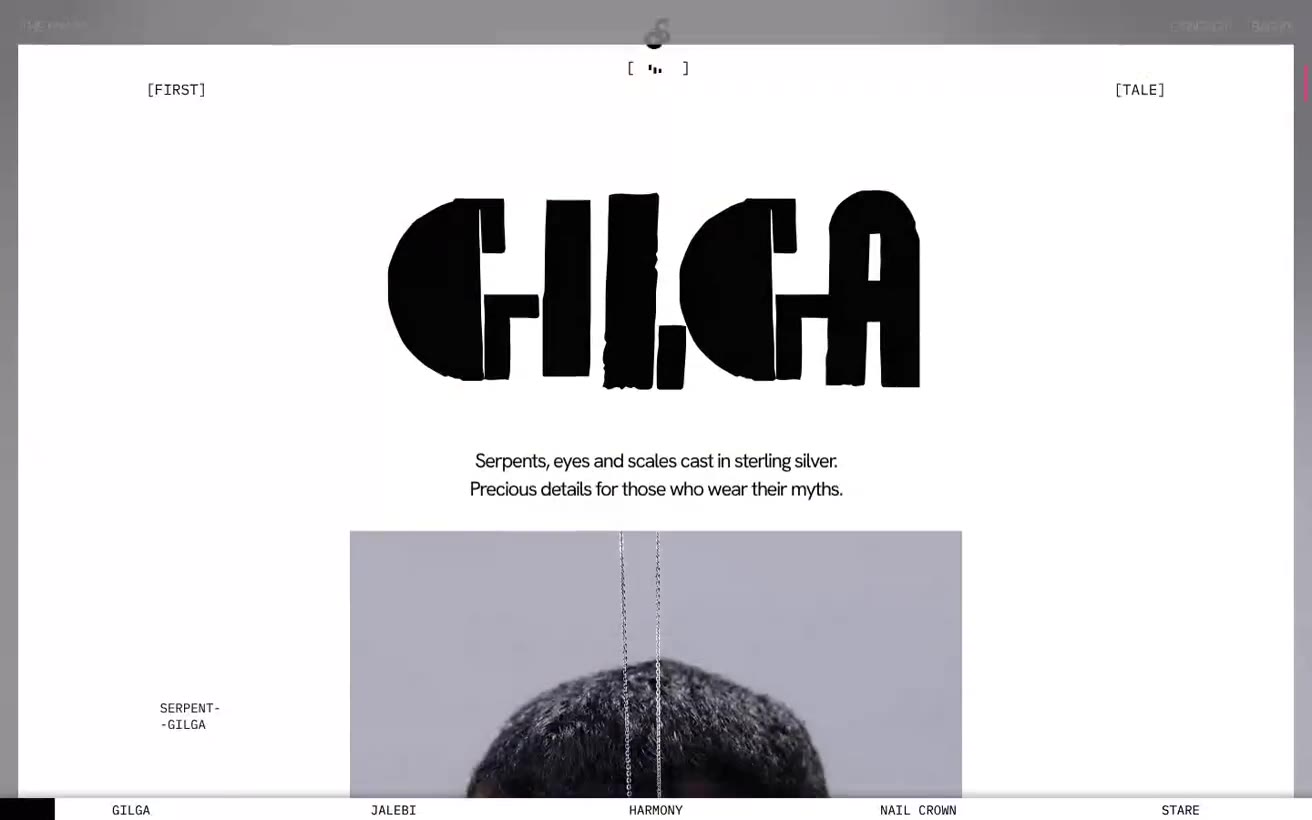 [ ]
[FIRST]
[TALE]
GILGA
Serpents, eyes and scales cast in sterling silver.
Precious details for those who wear their myths.
SERPENT-
-GILGA
GILGA
JALEBI
HARMONY
NAIL CROWN
STARE